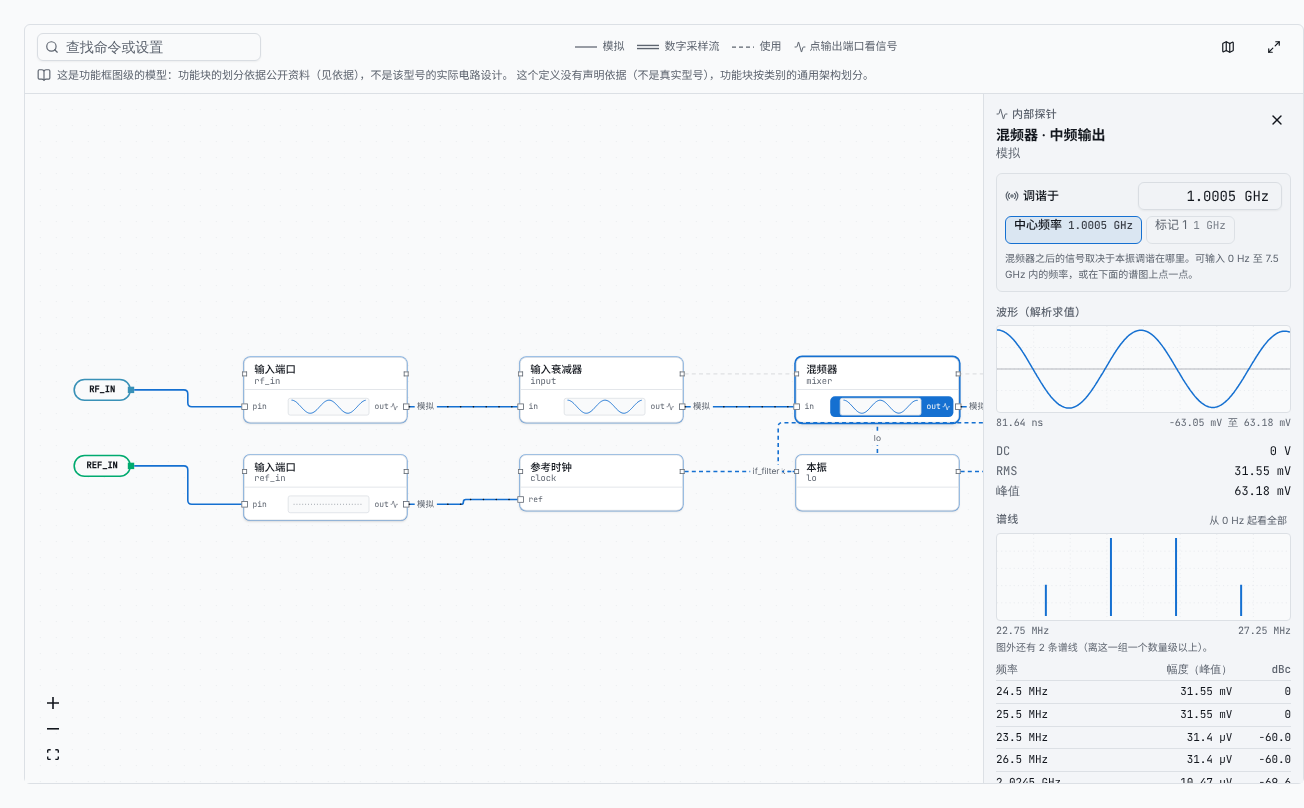 查找命令或设置
模拟 数字采样流 使用 点输出端口看信号
这是功能框图级的模型：功能块的划分依据公开资料（见依据），不是该型号的实际电路设计。 这个定义没有声明依据（不是真实型号），功能块按类别的通用架构划分。
RF_IN
输入端口
rf_in
pin out
模拟
输入衰减器
input
in out
模拟
混频器
mixer
in out
模拟
lo
REF_IN
输入端口
ref_in
pin out
模拟
参考时钟
clock
ref
if_filter
本振
lo
内部探针
混频器 · 中频输出
模拟
调谐于 1.0005 GHz
中心频率 1.0005 GHz 标记 1 1 GHz
混频器之后的信号取决于本振调谐在哪里。可输入 0 Hz 至 7.5
GHz 内的频率，或在下面的谱图上点一点。
波形（解析求值）
81.64 ns -63.05 mV 至 63.18 mV
DC 0 V
RMS 31.55 mV
峰值 63.18 mV
谱线 从 0 Hz 起看全部
22.75 MHz 27.25 MHz
图外还有 2 条谱线（离这一组一个数量级以上）。
频率 幅度（峰值） dBc
24.5 MHz 31.55 mV 0
25.5 MHz 31.55 mV 0
23.5 MHz 31.4 µV -60.0
26.5 MHz 31.4 µV -60.0
2.0245 GHz 10.47 µV -69.6